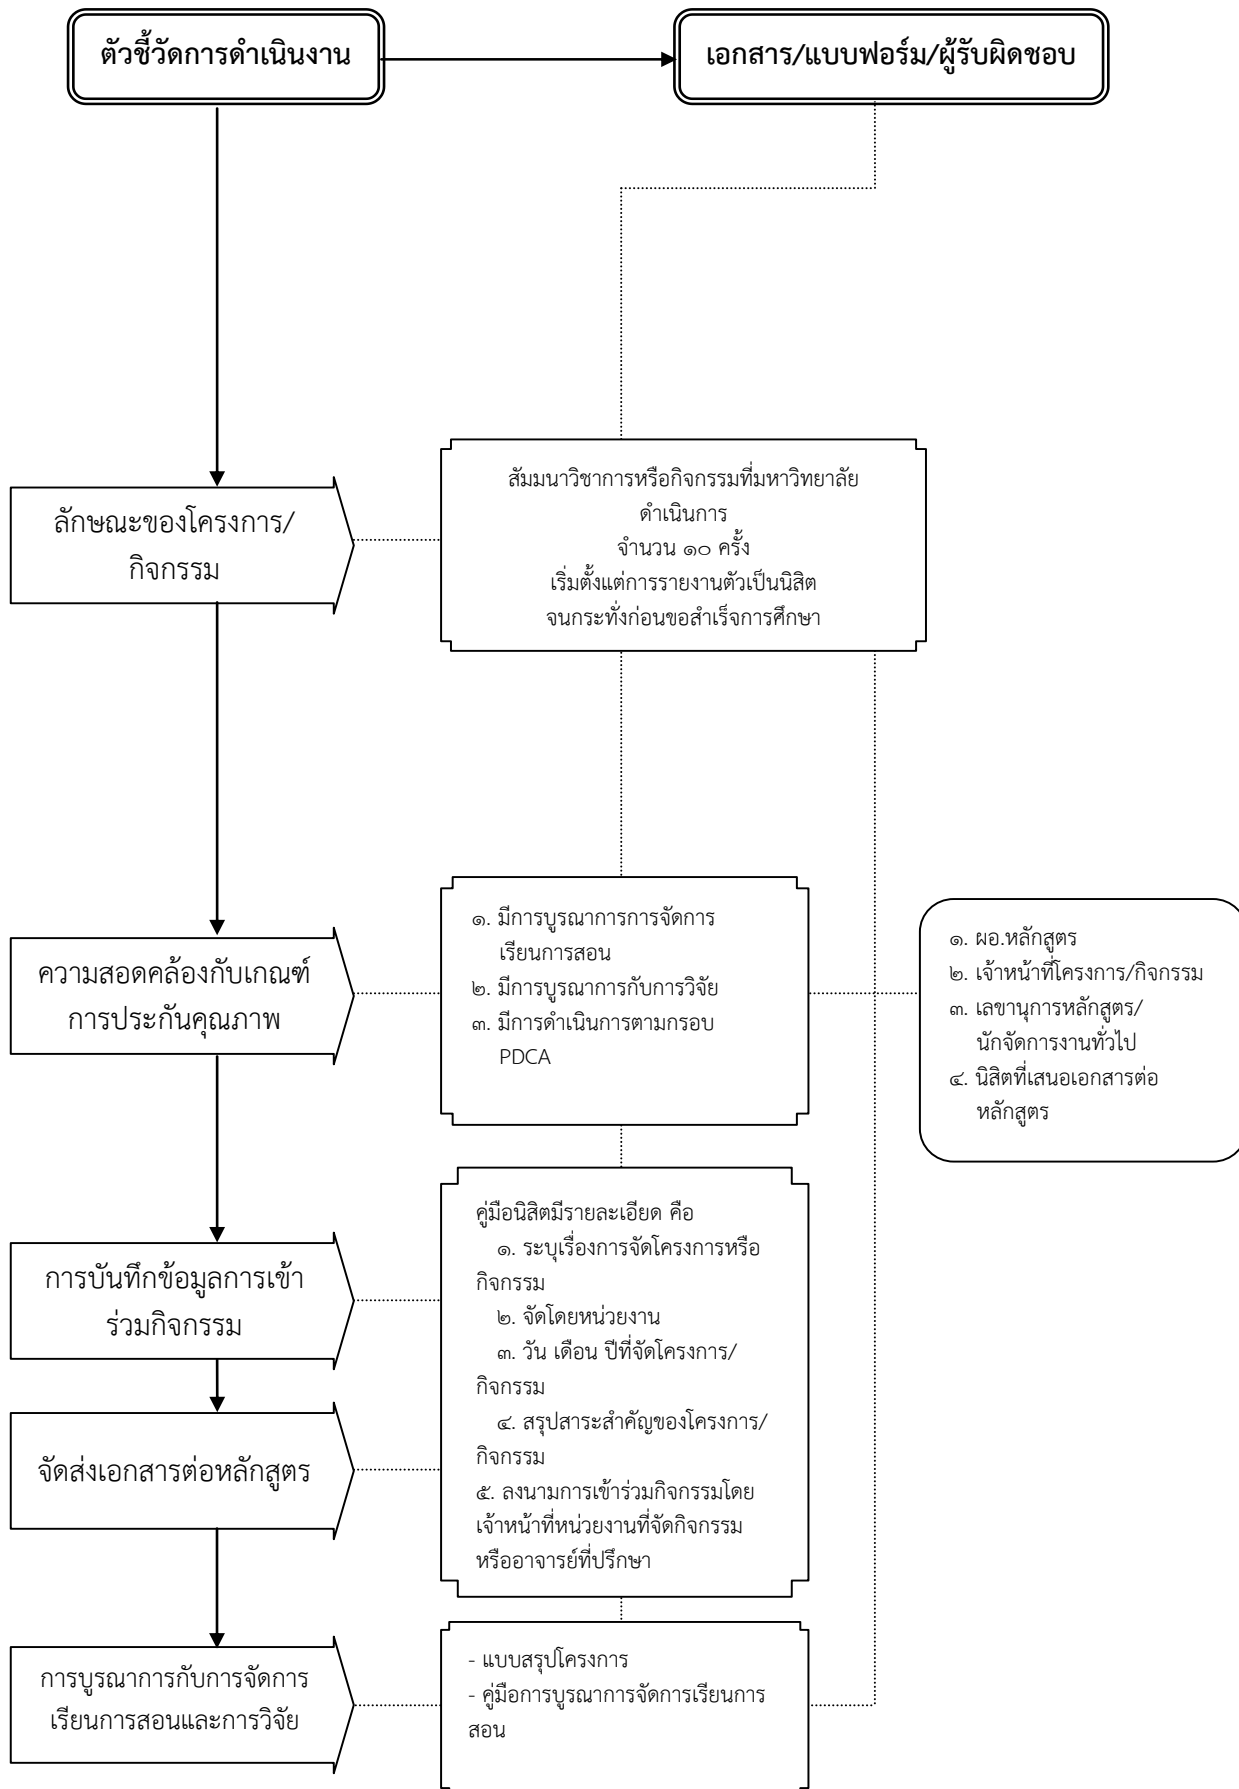 ตัวชี้วัดการดำเนินงาน
เอกสาร/แบบฟอร์ม/ผู้รับผิดชอบ
ลักษณะของโครงการ/
กิจกรรม
สัมมนาวิชาการหรือกิจกรรมที่มหาวิทยาลัย
ดำเนินการ
จำนวน ๑๐ ครั้ง
เริ่มตั้งแต่การรายงานตัวเป็นนิสิต
จนกระทั่งก่อนขอสำเร็จการศึกษา
ความสอดคล้องกับเกณฑ์
การประกันคุณภาพ
๑. มีการบูรณาการการจัดการ
เรียนการสอน
๒. มีการบูรณาการกับการวิจัย
๓. มีการดำเนินการตามกรอบ
PDCA
๑. ผอ.หลักสูตร
๒. เจ้าหน้าที่โครงการ/กิจกรรม
๓. เลขานุการหลักสูตร/
นักจัดการงานทั่วไป
๔. นิสิตที่เสนอเอกสารต่อ
หลักสูตร
การบันทึกข้อมูลการเข้า
ร่วมกิจกรรม
จัดส่งเอกสารต่อหลักสูตร
คู่มือนิสิตมีรายละเอียด คือ
๑. ระบุเรื่องการจัดโครงการหรือ
กิจกรรม
๒. จัดโดยหน่วยงาน
๓. วัน เดือน ปีที่จัดโครงการ/
กิจกรรม
๔. สรุปสาระสำคัญของโครงการ/
กิจกรรม
๕. ลงนามการเข้าร่วมกิจกรรมโดย
เจ้าหน้าที่หน่วยงานที่จัดกิจกรรม
หรืออาจารย์ที่ปรึกษา
การบูรณาการกับการจัดการ
เรียนการสอนและการวิจัย
- แบบสรุปโครงการ
- คู่มือการบูรณาการจัดการเรียนการ
สอน